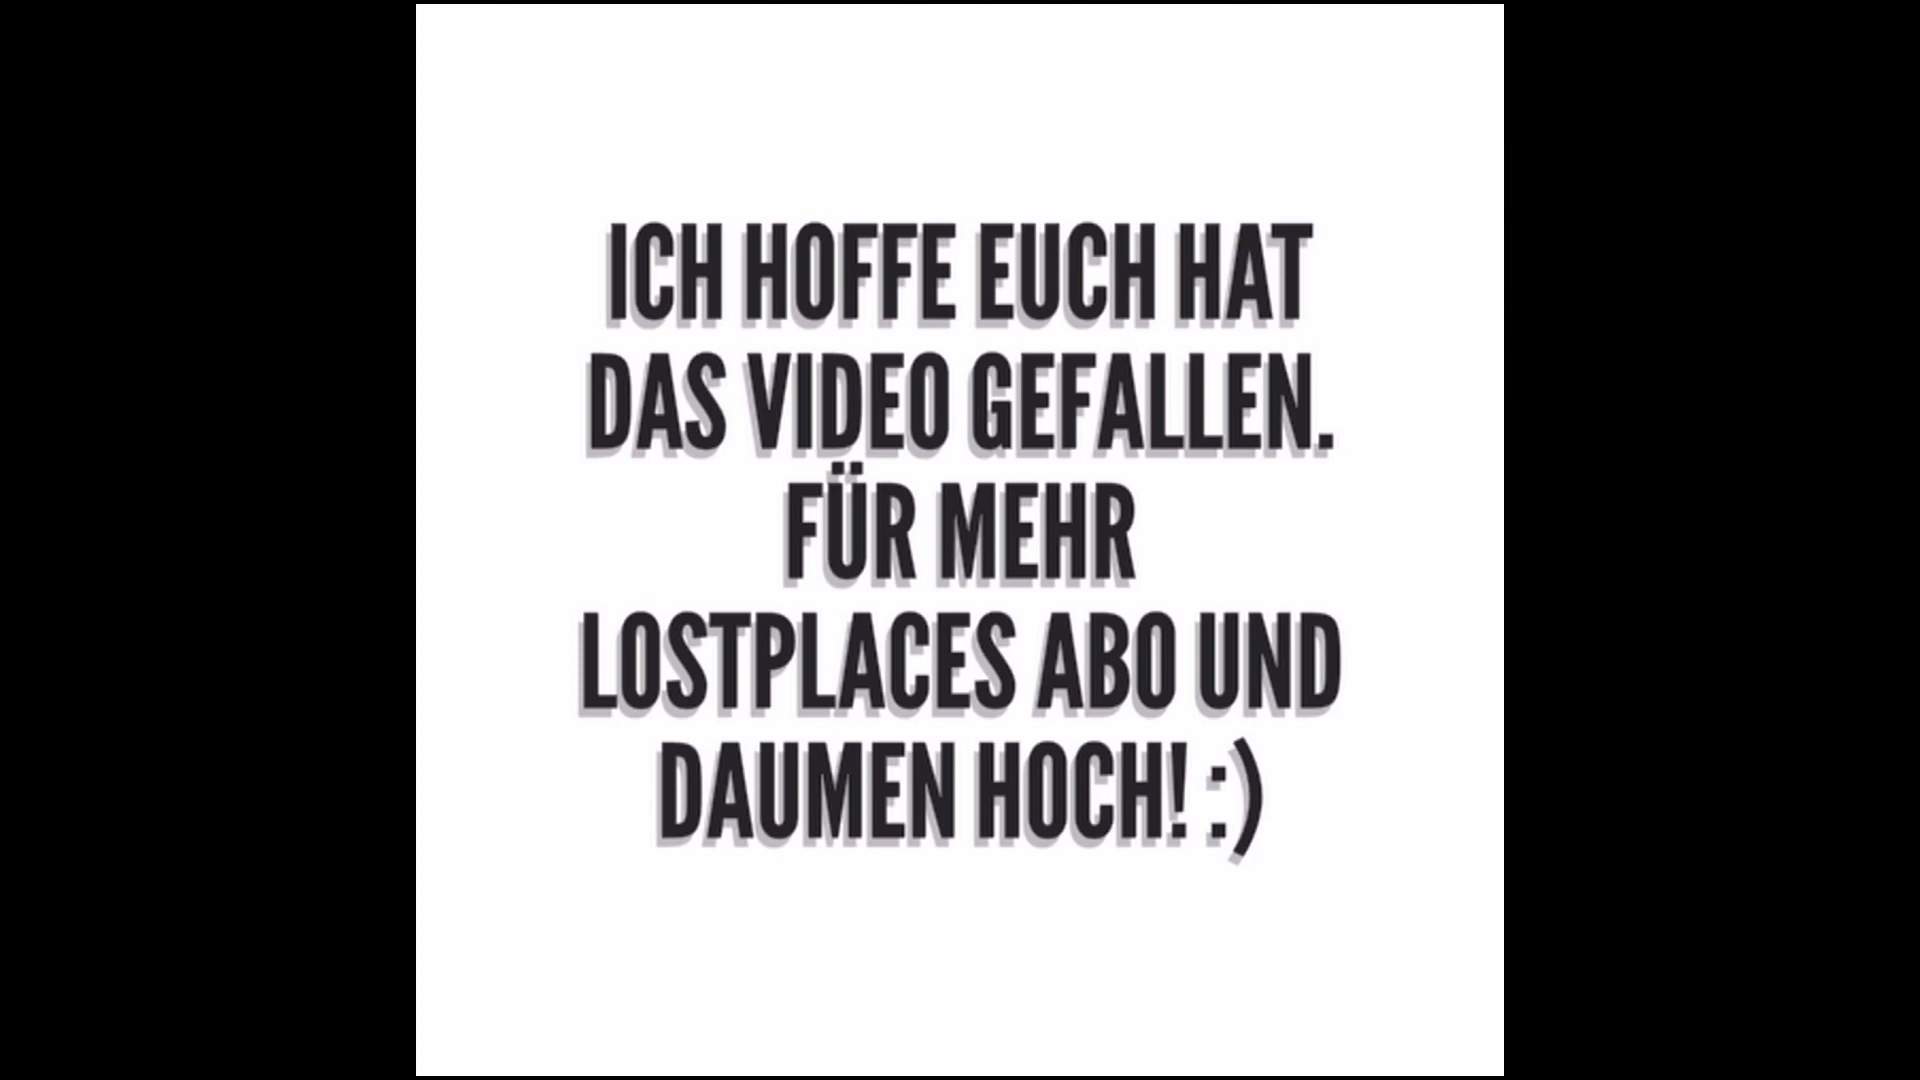 ICH HOFFE EUCH HAT
DAS VIDEO GEFALLEN.
FÜR MEHR
LOSTPLACES ABO UND
DAUMEN HOCH! :)